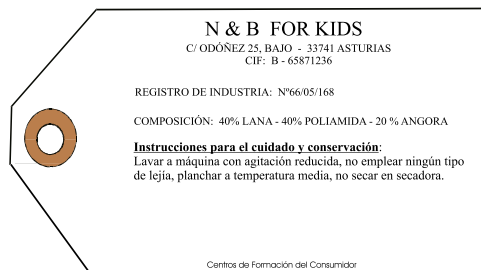 N & B FOR KIDS
C/ ODÓÑEZ 25, BAJO - 33741 ASTURIAS
CIF: B - 65871236
REGISTRO DE INDUSTRIA: Nº66/05/168
COMPOSICIÓN: 40% LANA - 40% POLIAMIDA - 20 % ANGORA
Instrucciones para el cuidado y conservación:
Lavar a máquina con agitación reducida, no emplear ningún tipo
de lejía, planchar a temperatura media, no secar en secadora.
Centros de Formación del Consumidor